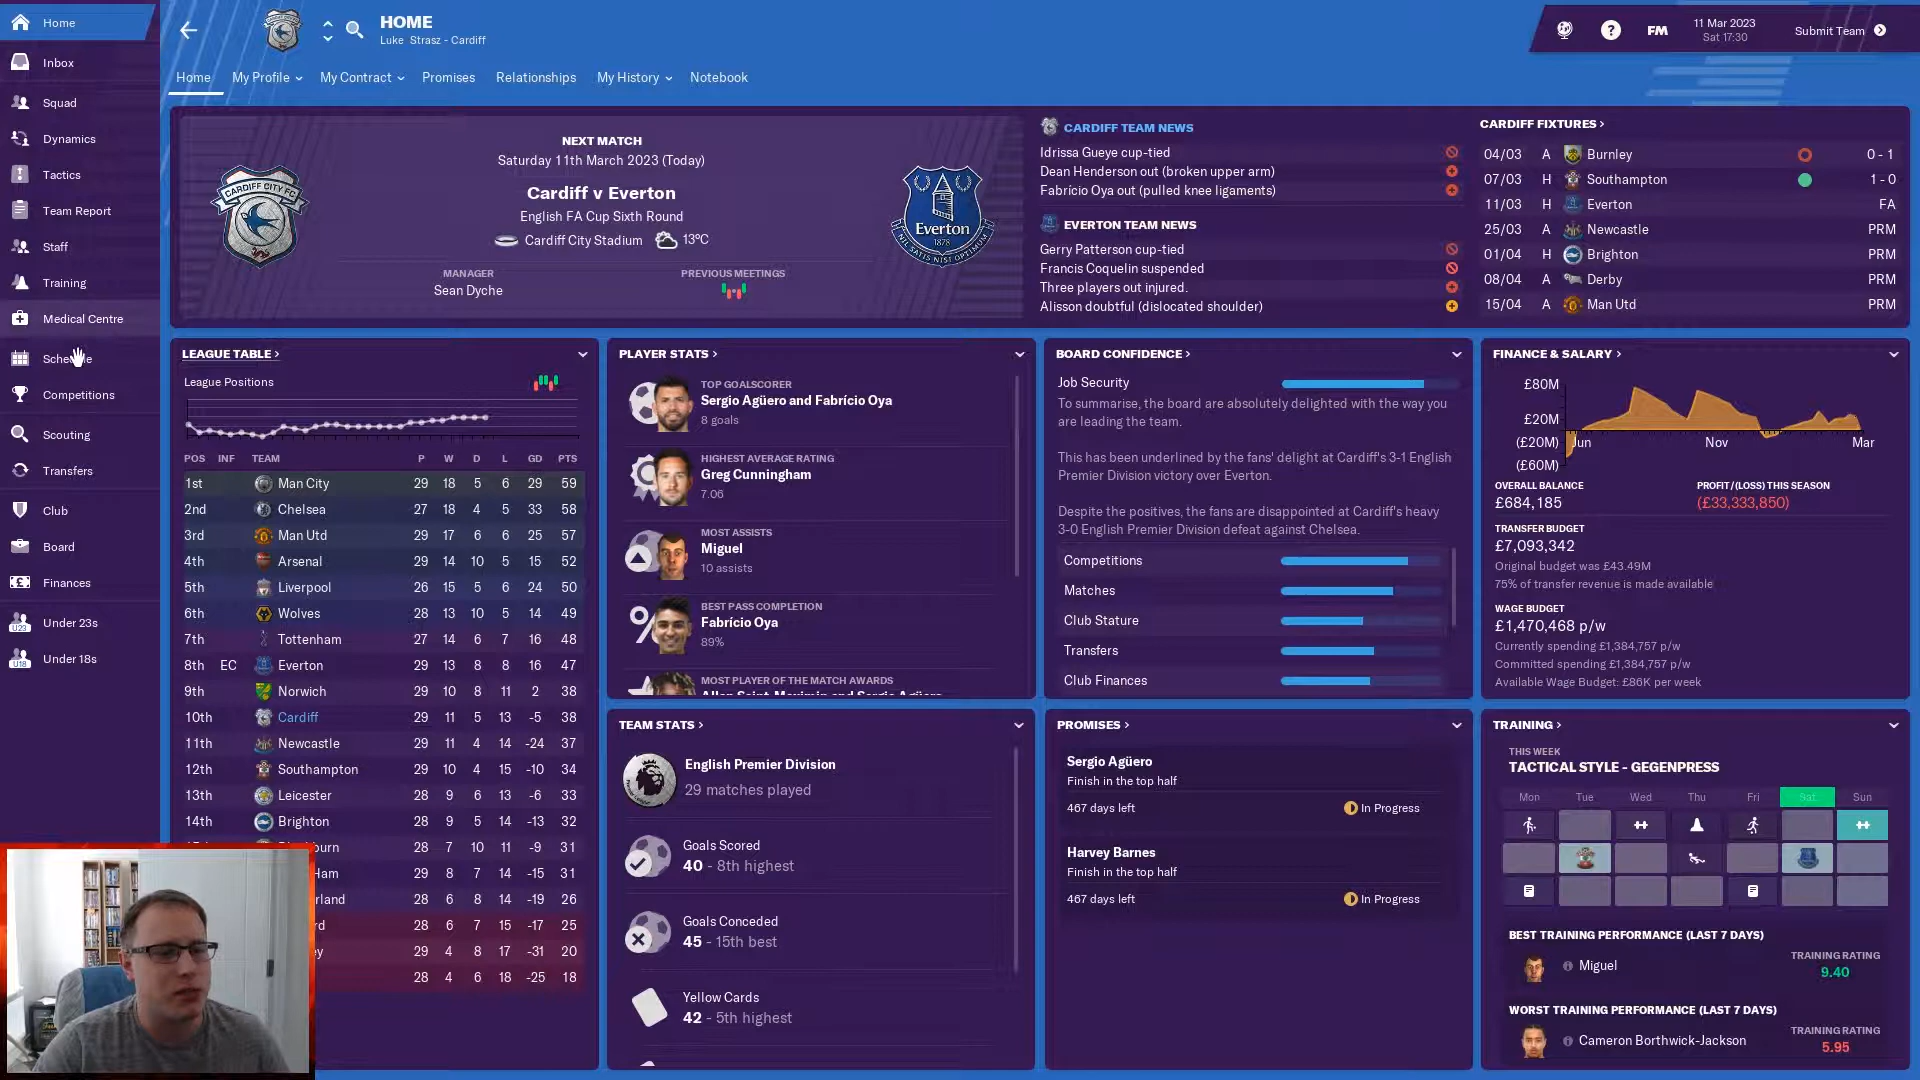 Home
Inbox
Squad
Dynamics
Tactics
Team Report
Staff
Training
Medical Centre
Schedule
Competitions
Scouting
Transfers
Club
Board
Finances
U23 Under 23s
U18 Under 18s
HOME
Luke Strasz - Cardiff
? FM 11 Mar 2023
Sat 17:30
Submit Team
Home My Profile My Contract Promises Relationships My History Notebook
CARDIFF CITY FC
NEXT MATCH
Saturday 11th March 2023 (Today)
Cardiff v Everton
English FA Cup Sixth Round
Cardiff City Stadium 13ºC
MANAGER
Sean Dyche
PREVIOUS MEETINGS
Everton
1878
NIL SATIS NISI OPTIMUM
CARDIFF TEAM NEWS
Idrissa Gueye cup-tied
Dean Henderson out (broken upper arm)
Fabrício Oya out (pulled knee ligaments)
EVERTON TEAM NEWS
Gerry Patterson cup-tied
Francis Coquelin suspended
Three players out injured.
Alisson doubtful (dislocated shoulder)
CARDIFF FIXTURES >
04/03 A Burnley 0 - 1
07/03 H Southampton 1 - 0
11/03 H Everton FA
25/03 A Newcastle PRM
01/04 H Brighton PRM
08/04 A Derby PRM
15/04 A Man Utd PRM
LEAGUE TABLE >
League Positions
POS INF TEAM P W D L GD PTS
1st Man City 29 18 5 6 29 59
2nd Chelsea 27 18 4 5 33 58
3rd Man Utd 29 17 6 6 25 57
4th Arsenal 29 14 10 5 15 52
5th Liverpool 26 15 5 6 24 50
6th Wolves 28 13 10 5 14 49
7th Tottenham 27 14 6 7 16 48
8th EC Everton 29 13 8 8 16 47
9th Norwich 29 10 8 11 2 38
10th Cardiff 29 11 5 13 -5 38
11th Newcastle 29 11 4 14 -24 37
12th Southampton 29 10 4 15 -10 34
13th Leicester 28 9 6 13 -6 33
14th Brighton 28 9 5 14 -13 32
28 7 10 11 -9 31
29 8 7 14 -15 31
28 6 8 14 -19 26
28 6 7 15 -17 25
29 4 8 17 -31 20
28 4 6 18 -25 18
PLAYER STATS >
TOP GOALSCORER
Sergio Agüero and Fabrício Oya
8 goals
HIGHEST AVERAGE RATING
Greg Cunningham
7.06
MOST ASSISTS
Miguel
10 assists
BEST PASS COMPLETION
Fabrício Oya
89%
MOST PLAYER OF THE MATCH AWARDS
Allan Saint-Maximin and Sergio Agüero
TEAM STATS >
English Premier Division
29 matches played
Goals Scored
40 - 8th highest
Goals Conceded
45 - 15th best
Yellow Cards
42 - 5th highest
BOARD CONFIDENCE >
Job Security
To summarise, the board are absolutely delighted with the way you
are leading the team.
This has been underlined by the fans' delight at Cardiff's 3-1 English
Premier Division victory over Everton.
Despite the positives, the fans are disappointed at Cardiff's heavy
3-0 English Premier Division defeat against Chelsea.
Competitions
Matches
Club Stature
Transfers
Club Finances
PROMISES >
Sergio Agüero
Finish in the top half
467 days left In Progress
Harvey Barnes
Finish in the top half
467 days left In Progress
FINANCE & SALARY >
£80M
£20M
(£20M)
(£60M)
Jun Nov Mar
OVERALL BALANCE
£684,185
PROFIT/(LOSS) THIS SEASON
(£33,333,850)
TRANSFER BUDGET
£7,093,342
Original budget was £43.49M
75% of transfer revenue is made available
WAGE BUDGET
£1,470,468 p/w
Currently spending £1,384,757 p/w
Committed spending £1,384,757 p/w
Available Wage Budget: £86K per week
TRAINING >
THIS WEEK
TACTICAL STYLE - GEGENPRESS
Mon Tue Wed Thu Fri Sat Sun
BEST TRAINING PERFORMANCE (LAST 7 DAYS)
Miguel
TRAINING RATING
9.40
WORST TRAINING PERFORMANCE (LAST 7 DAYS)
Cameron Borthwick-Jackson
TRAINING RATING
5.95